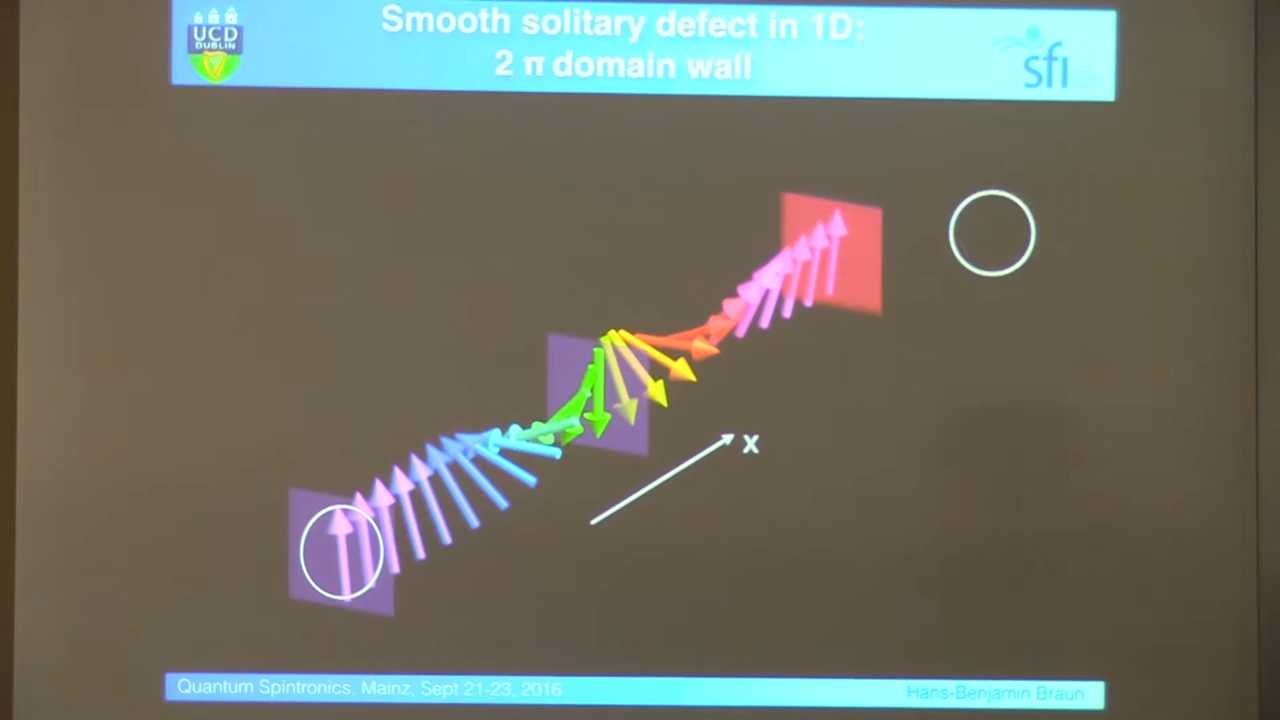 UCD
DUBLIN
Smooth solitary defect in 1D:
2 π domain wall
sfi
x
Quantum Spintronics, Mainz, Sept 21-23, 2016
Hans-Benjamin Braun